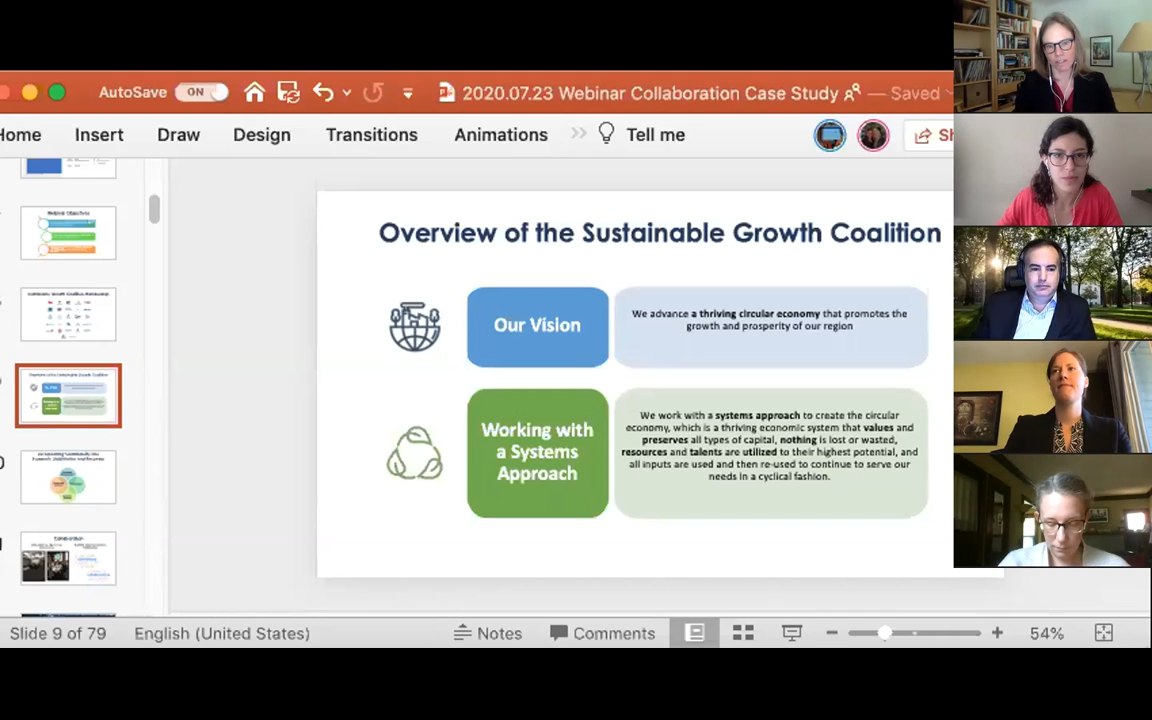 AutoSave ON 2020.07.23 Webinar Collaboration Case Study — Saved
Home Insert Draw Design Transitions Animations Tell me Sh
Webinar Objectives
Overview of the Sustainable Growth Coalition
Our Vision
We advance a thriving circular economy that promotes the
growth and prosperity of our region
Working with
a Systems
Approach
We work with a systems approach to create the circular
economy, which is a thriving economic system that values and
preserves all types of capital, nothing is lost or wasted,
resources and talents are utilized to their highest potential, and
all inputs are used and then re-used to continue to serve our
needs in a cyclical fashion.
Slide 9 of 79 English (United States) Notes Comments 54%